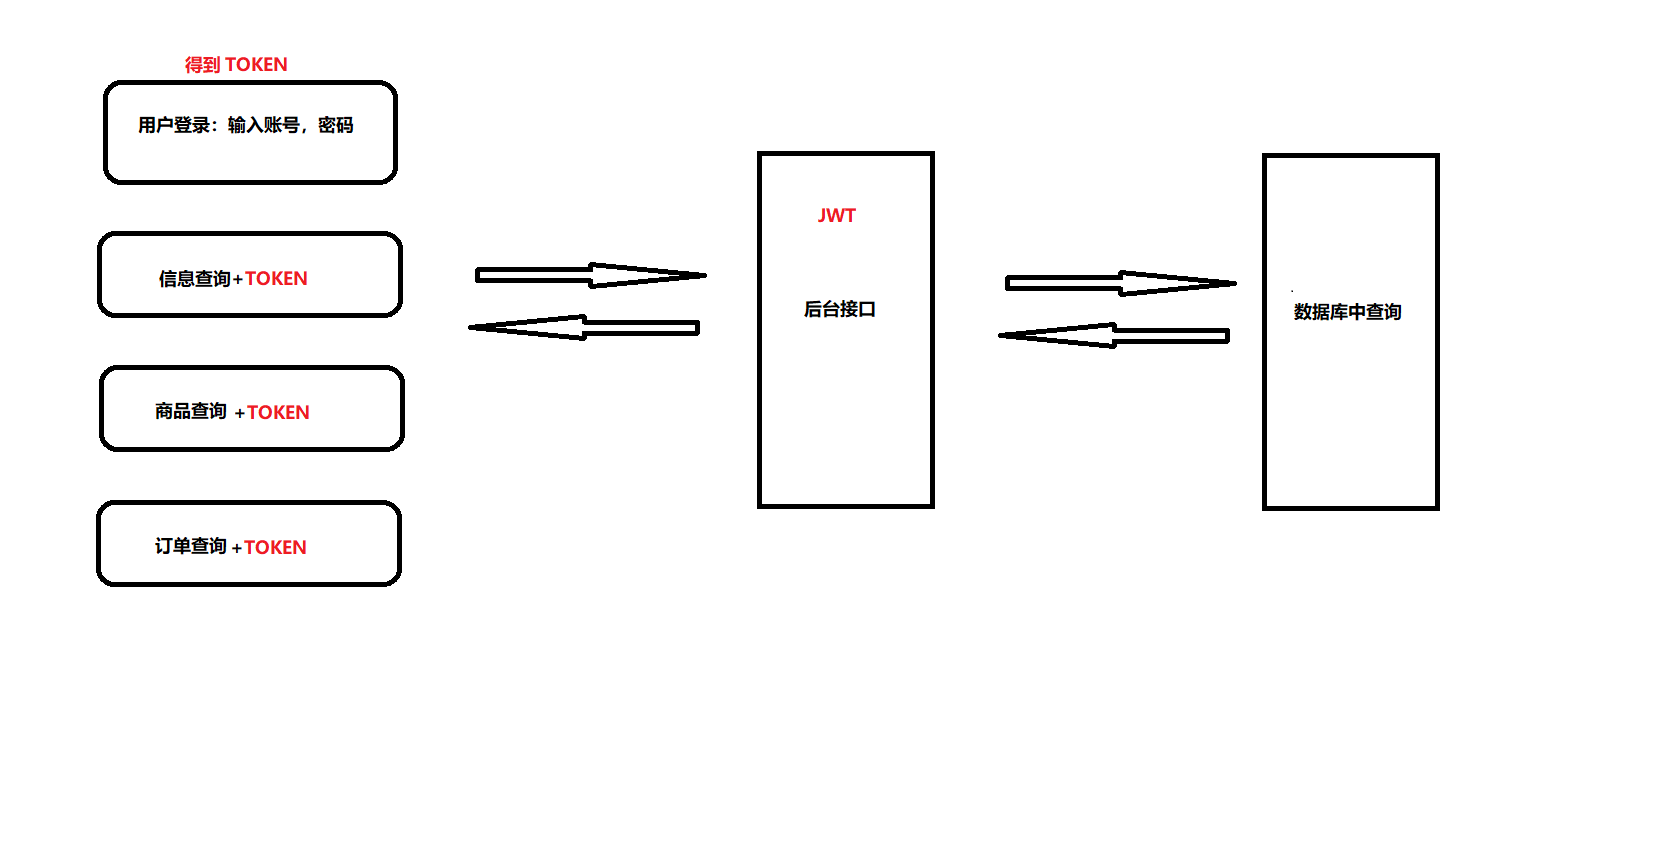 得到 TOKEN
用户登录：输入账号，密码
信息查询+TOKEN
商品查询 +TOKEN
订单查询 +TOKEN
JWT
后台接口
数据库中查询